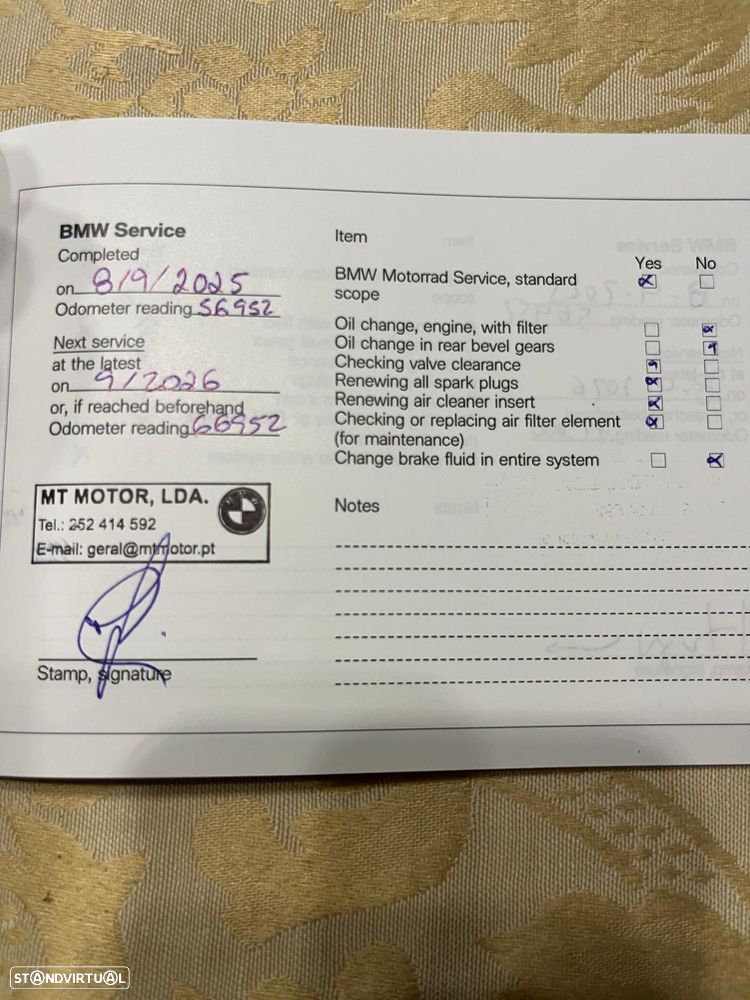 BMW Service
Completed
on 8/9/2025
Odometer reading 56952
Next service
at the latest
on 9/2026
or, if reached beforehand
Odometer reading 66952
MT MOTOR, LDA.
Tel.: 252 414 592
E-mail: geral@mtmotor.pt
Stamp, signature
Item
Yes No
BMW Motorrad Service, standard
scope
Oil change, engine, with filter
Oil change in rear bevel gears
Checking valve clearance
Renewing all spark plugs
Renewing air cleaner insert
Checking or replacing air filter element
(for maintenance)
Change brake fluid in entire system
Notes
STANDVIRTUAL